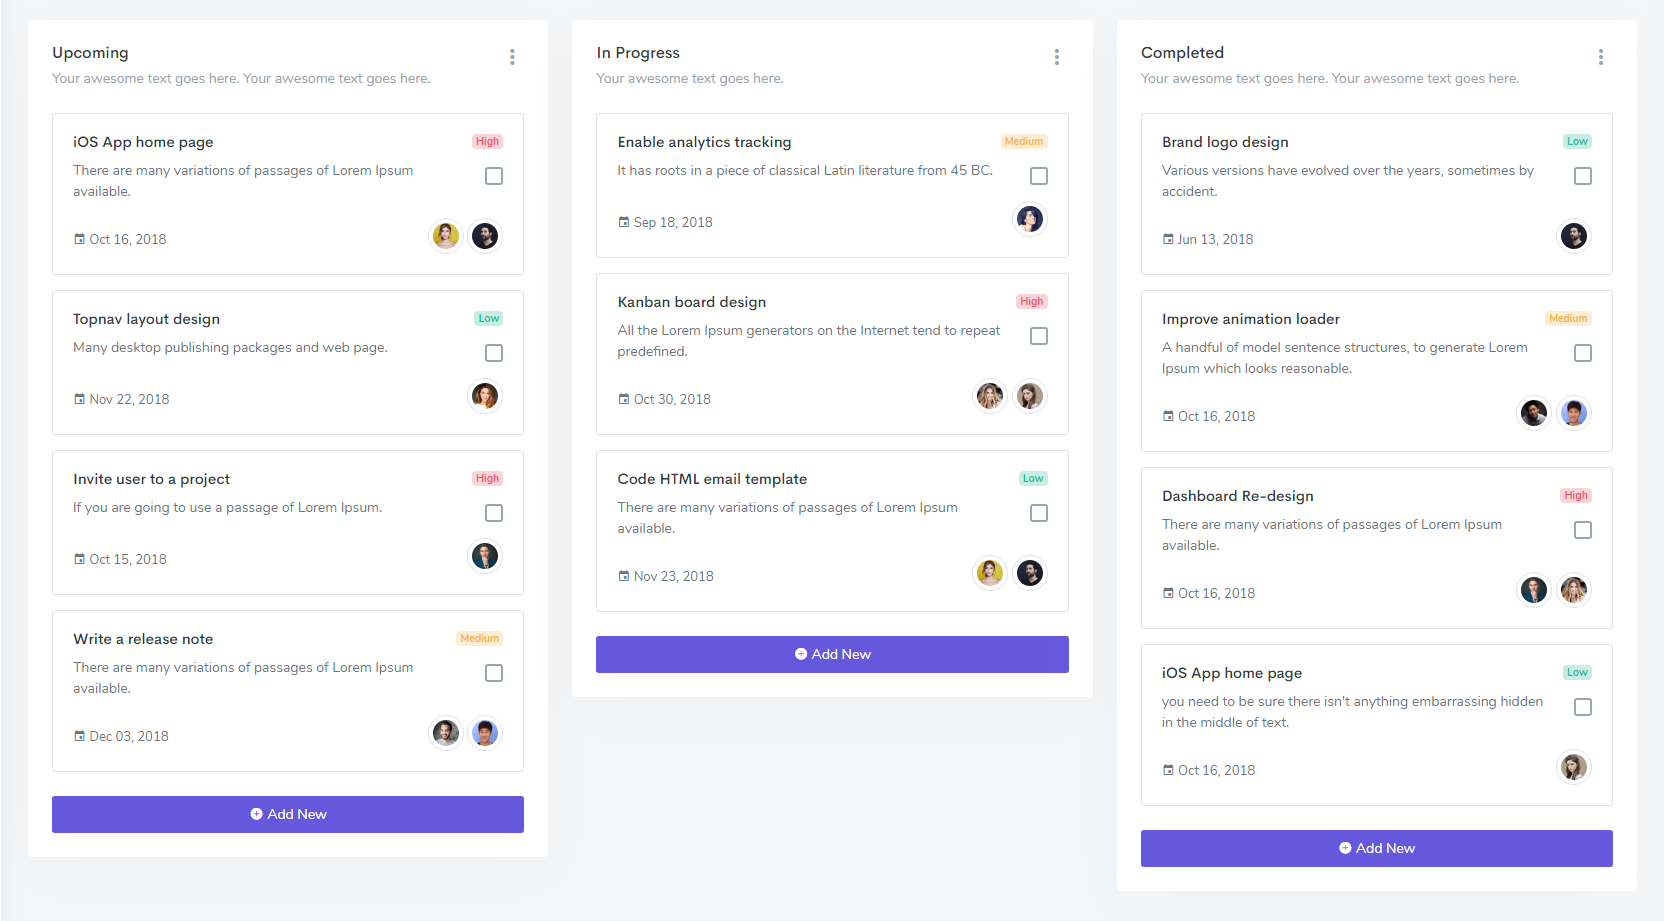 Upcoming
Your awesome text goes here. Your awesome text goes here.
iOS App home page
High
There are many variations of passages of Lorem Ipsum
available.
Oct 16, 2018
Topnav layout design
Low
Many desktop publishing packages and web page.
Nov 22, 2018
Invite user to a project
High
If you are going to use a passage of Lorem Ipsum.
Oct 15, 2018
Write a release note
Medium
There are many variations of passages of Lorem Ipsum
available.
Dec 03, 2018
Add New
In Progress
Your awesome text goes here.
Enable analytics tracking
Medium
It has roots in a piece of classical Latin literature from 45 BC.
Sep 18, 2018
Kanban board design
High
All the Lorem Ipsum generators on the Internet tend to repeat
predefined.
Oct 30, 2018
Code HTML email template
Low
There are many variations of passages of Lorem Ipsum
available.
Nov 23, 2018
Add New
Completed
Your awesome text goes here. Your awesome text goes here.
Brand logo design
Low
Various versions have evolved over the years, sometimes by
accident.
Jun 13, 2018
Improve animation loader
Medium
A handful of model sentence structures, to generate Lorem
Ipsum which looks reasonable.
Oct 16, 2018
Dashboard Re-design
High
There are many variations of passages of Lorem Ipsum
available.
Oct 16, 2018
iOS App home page
Low
you need to be sure there isn't anything embarrassing hidden
in the middle of text.
Oct 16, 2018
Add New